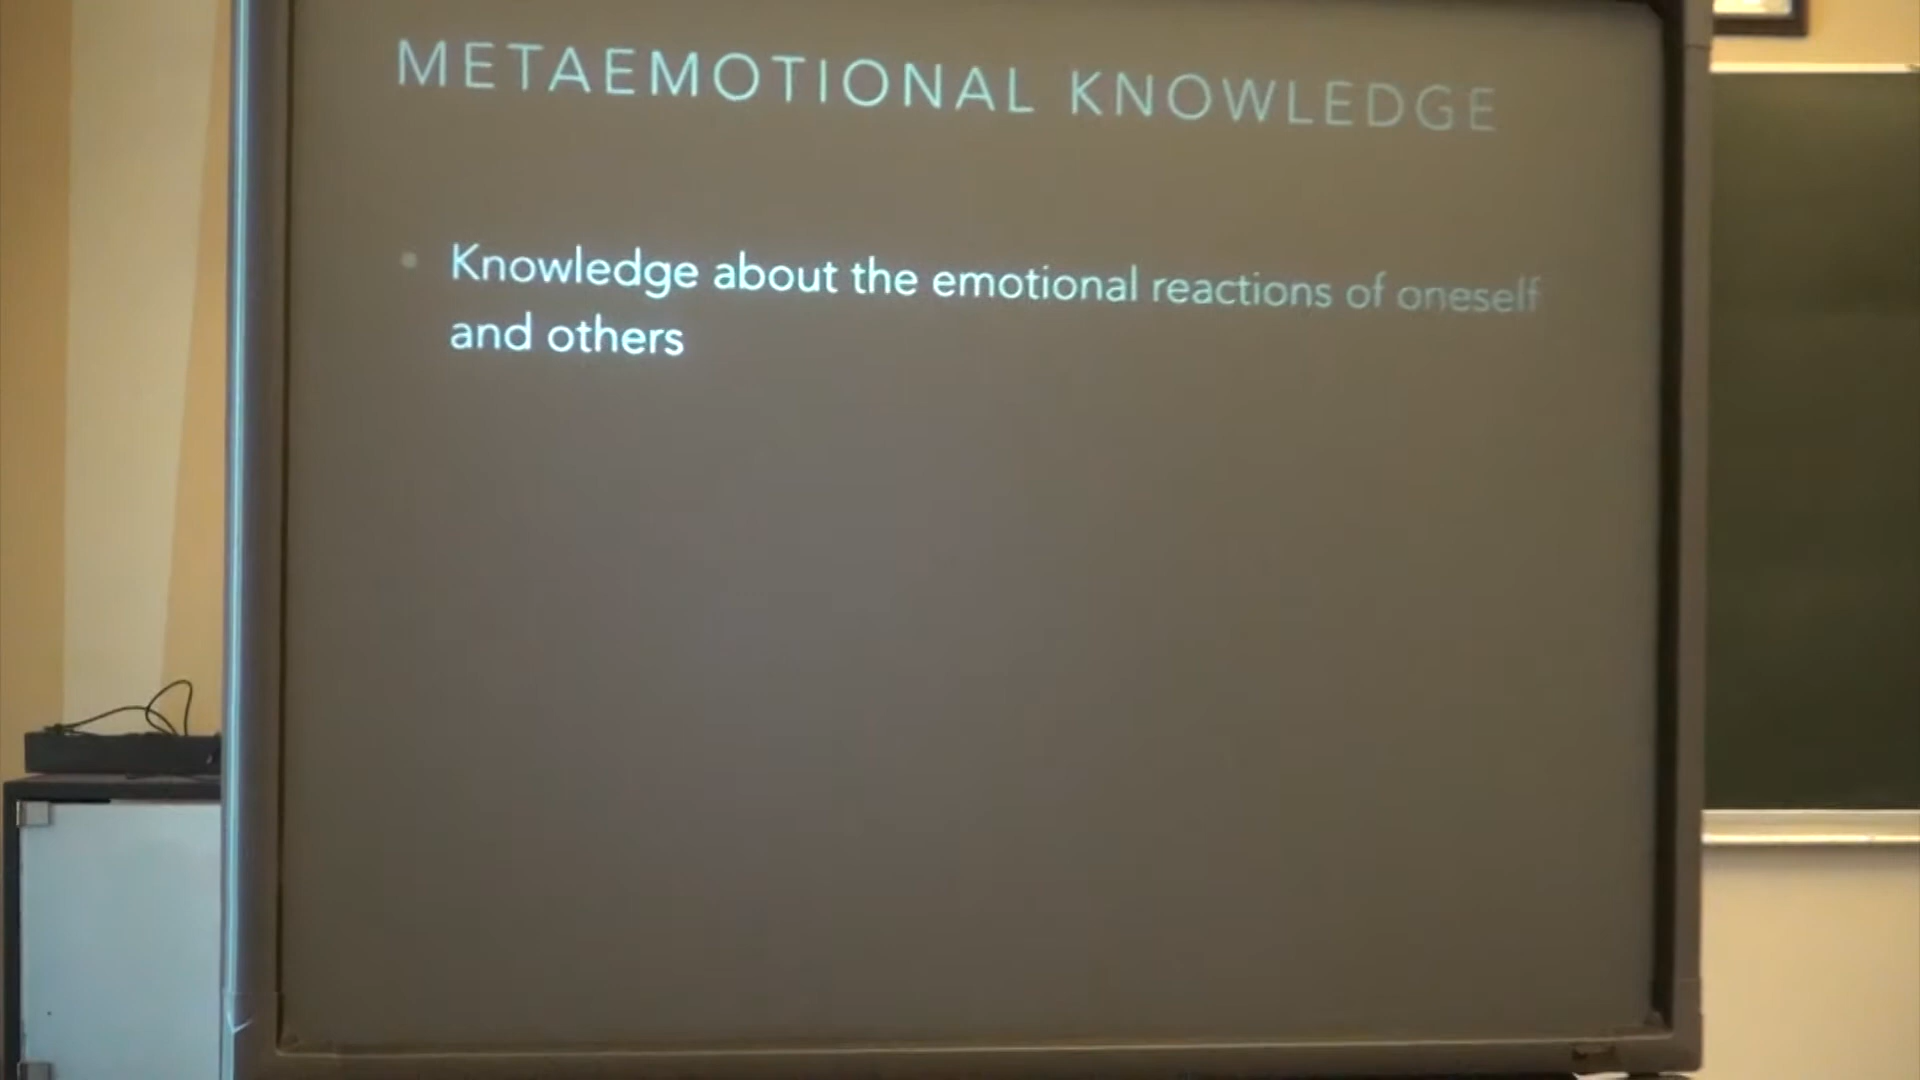 METAEMOTIONAL KNOWLEDGE
• Knowledge about the emotional reactions of oneself
and others